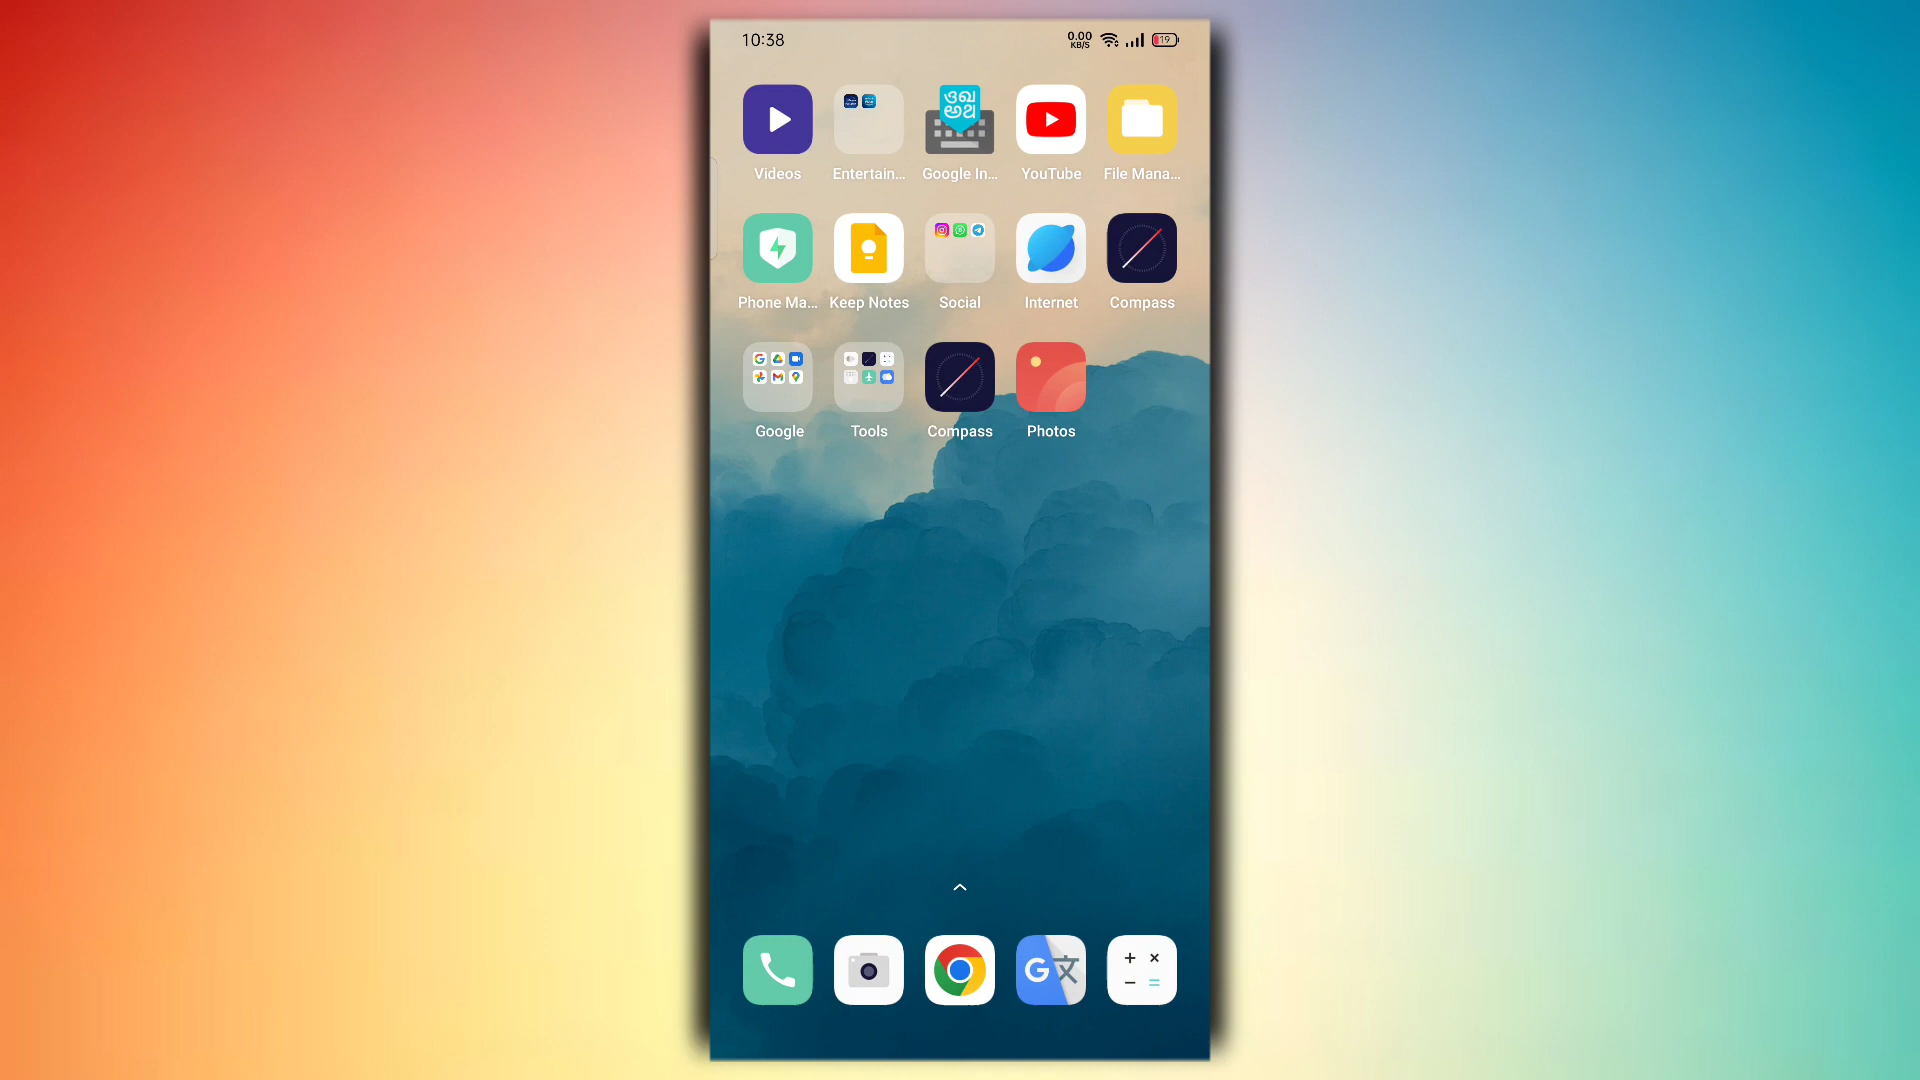 10:38
0.00
KB/S
19
Videos
Entertain...
Google In...
YouTube
File Mana...
Phone Ma...
Keep Notes
Social
Internet
Compass
Google
Tools
Compass
Photos